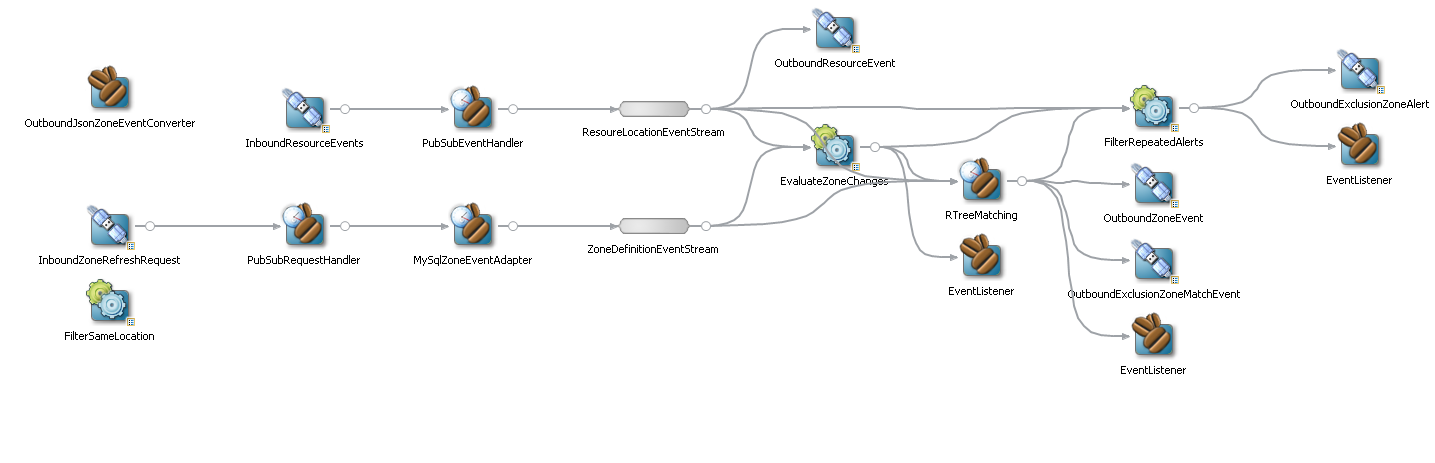 OutboundResourceEvent
OutboundExclusionZoneAlert
OutboundJsonZoneEventConverter
InboundResourceEvents
PubSubEventHandler
ResoureLocationEventStream
FilterRepeatedAlerts
EvaluateZoneChanges
EventListener
RTreeMatching
OutboundZoneEvent
InboundZoneRefreshRequest
PubSubRequestHandler
MySqlZoneEventAdapter
ZoneDefinitionEventStream
EventListener
OutboundExclusionZoneMatchEvent
FilterSameLocation
EventListener